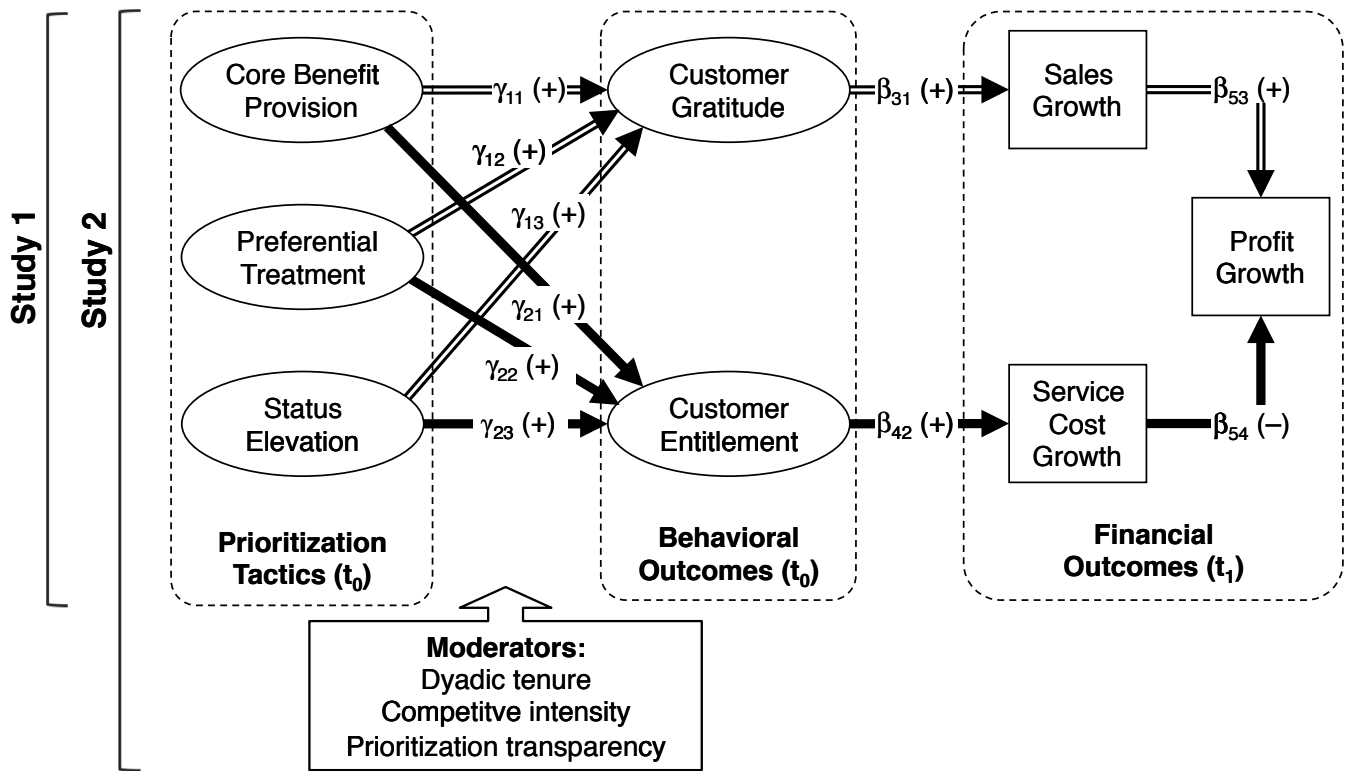 Study 1
Study 2
Core Benefit
Provision
Preferential
Treatment
Status
Elevation
Prioritization
Tactics (t₀)
γ₁₁ (+)
γ₁₂ (+)
γ₁₃ (+)
γ₂₁ (+)
γ₂₂ (+)
γ₂₃ (+)
Customer
Gratitude
Customer
Entitlement
Behavioral
Outcomes (t₀)
β₃₁ (+)
β₄₂ (+)
Sales
Growth
Service
Cost
Growth
β₅₃ (+)
Profit
Growth
β₅₄ (–)
Financial
Outcomes (t₁)
Moderators:
Dyadic tenure
Competitve intensity
Prioritization transparency